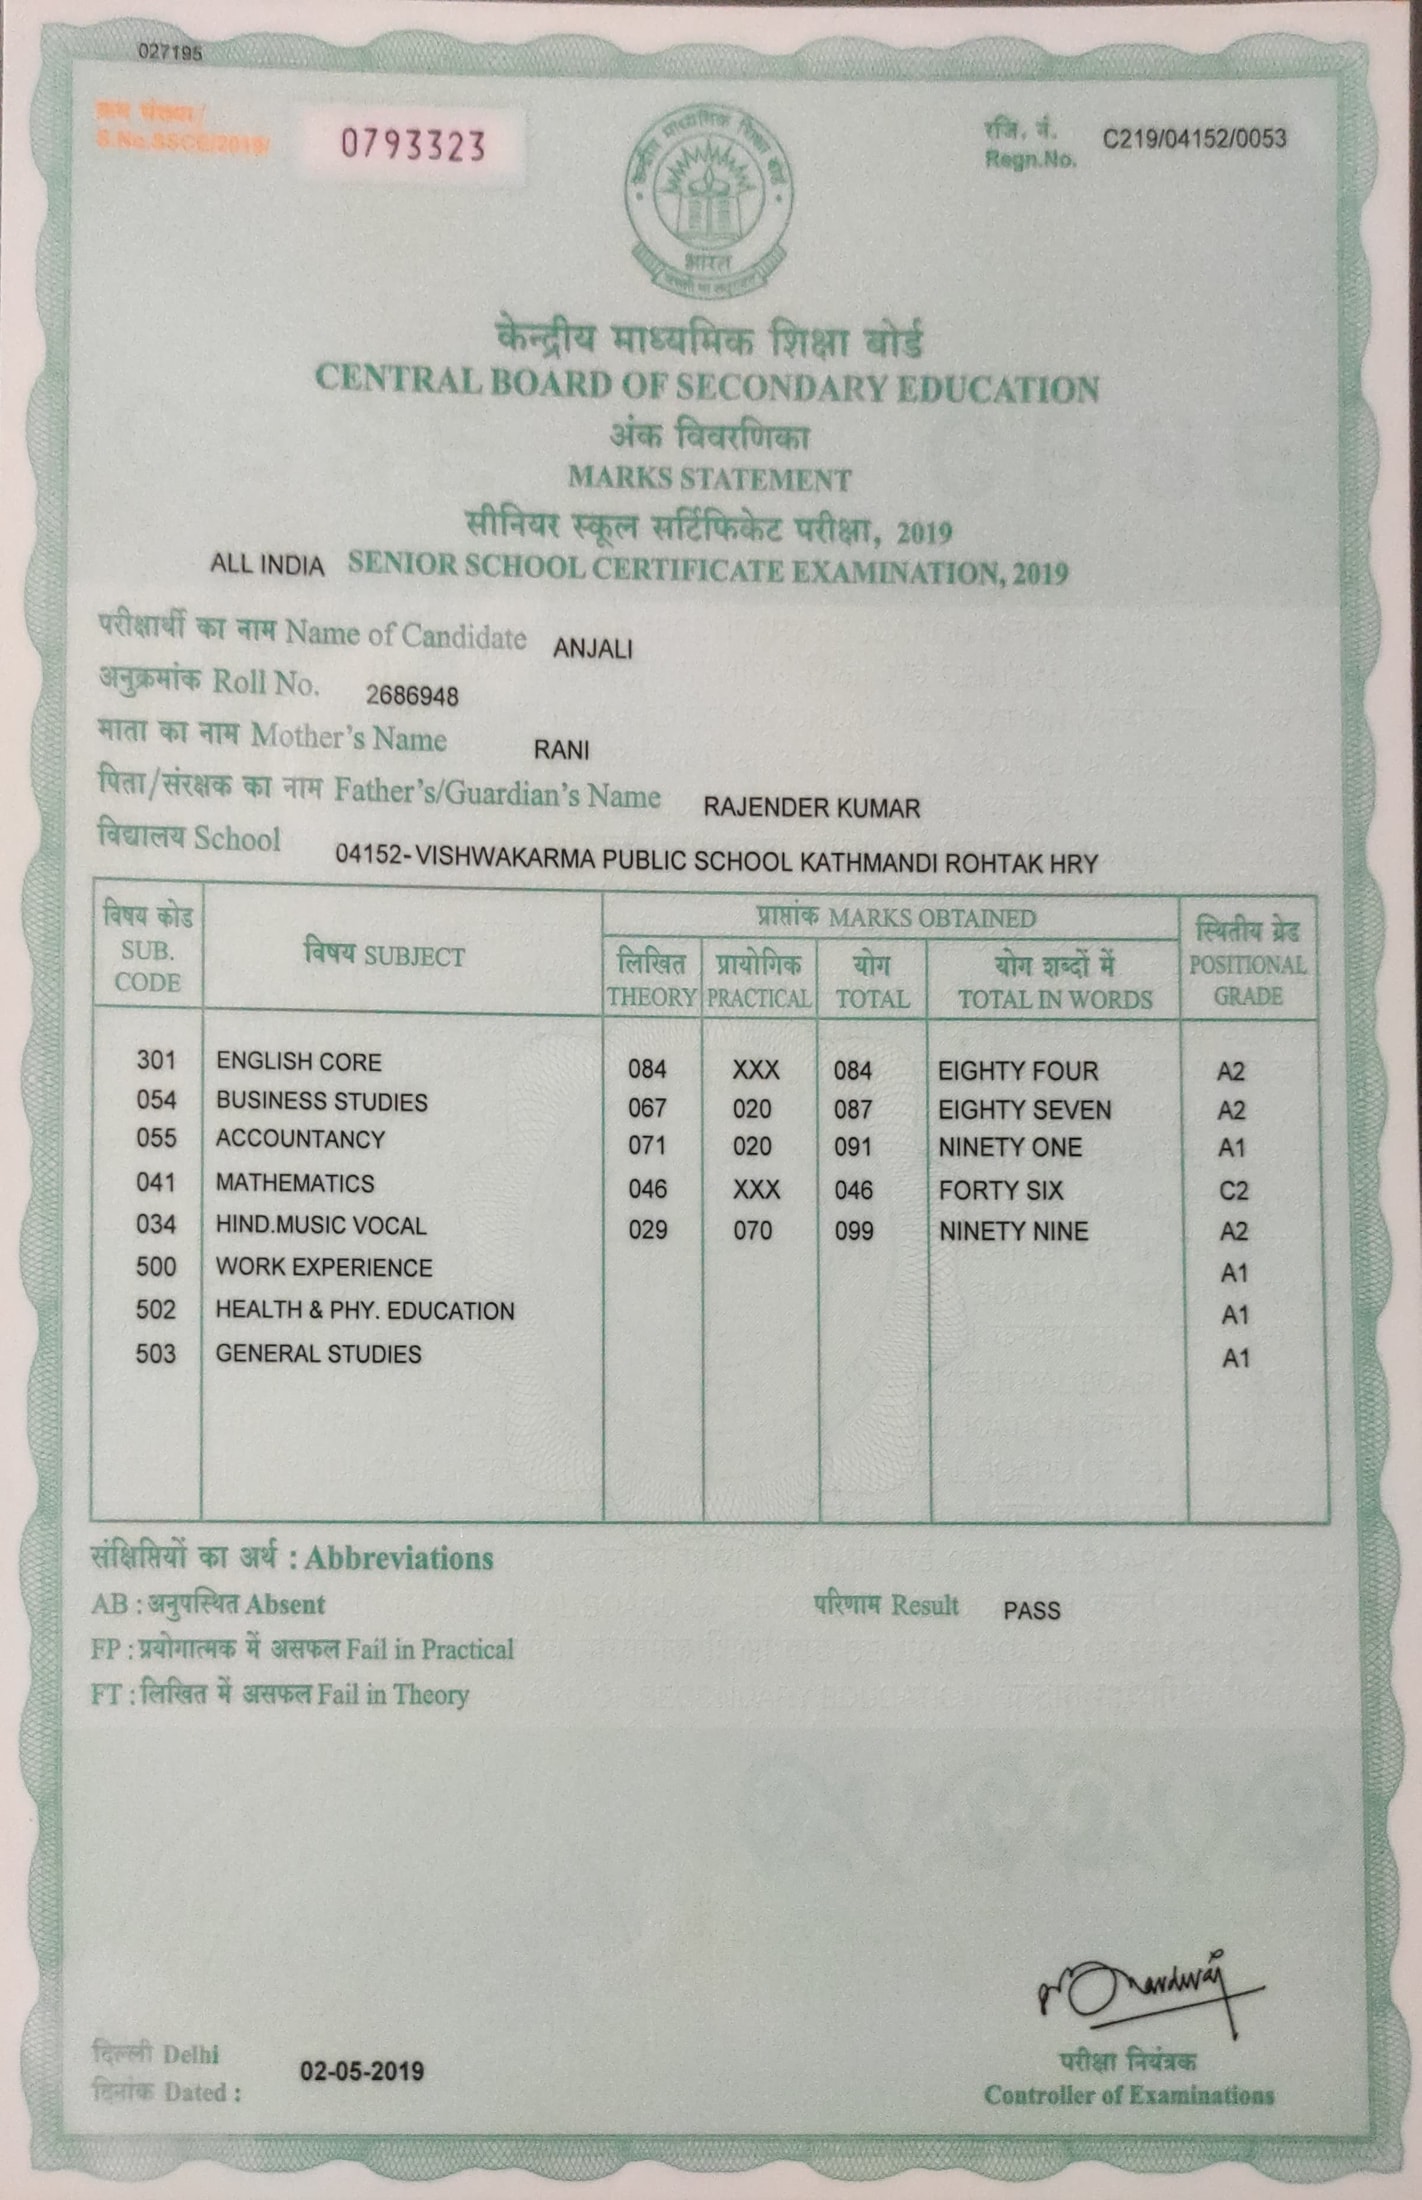 027195
क्रम संख्या/
S.No.SSCE/2019/ 0793323
रजि. नं.
Regn.No. C219/04152/0053
केन्द्रीय माध्यमिक शिक्षा बोर्ड
भारत
केन्द्रीय माध्यमिक शिक्षा बोर्ड
CENTRAL BOARD OF SECONDARY EDUCATION
अंक विवरणिका
MARKS STATEMENT
सीनियर स्कूल सर्टिफिकेट परीक्षा, 2019
ALL INDIA SENIOR SCHOOL CERTIFICATE EXAMINATION, 2019
परीक्षार्थी का नाम Name of Candidate ANJALI
अनुक्रमांक Roll No. 2686948
माता का नाम Mother's Name RANI
पिता/संरक्षक का नाम Father's/Guardian's Name RAJENDER KUMAR
विद्यालय School 04152-VISHWAKARMA PUBLIC SCHOOL KATHMANDI ROHTAK HRY
विषय कोड SUB. CODE
विषय SUBJECT
प्राप्तांक MARKS OBTAINED
लिखित THEORY
प्रायोगिक PRACTICAL
योग TOTAL
योग शब्दों में TOTAL IN WORDS
स्थितीय ग्रेड POSITIONAL GRADE
301 ENGLISH CORE 084 XXX 084 EIGHTY FOUR A2
054 BUSINESS STUDIES 067 020 087 EIGHTY SEVEN A2
055 ACCOUNTANCY 071 020 091 NINETY ONE A1
041 MATHEMATICS 046 XXX 046 FORTY SIX C2
034 HIND.MUSIC VOCAL 029 070 099 NINETY NINE A2
500 WORK EXPERIENCE A1
502 HEALTH & PHY. EDUCATION A1
503 GENERAL STUDIES A1
संक्षिप्तियों का अर्थ : Abbreviations
AB : अनुपस्थित Absent
परिणाम Result PASS
FP : प्रयोगात्मक में असफल Fail in Practical
FT : लिखित में असफल Fail in Theory
दिल्ली Delhi
दिनांक Dated : 02-05-2019
परीक्षा नियंत्रक
Controller of Examinations